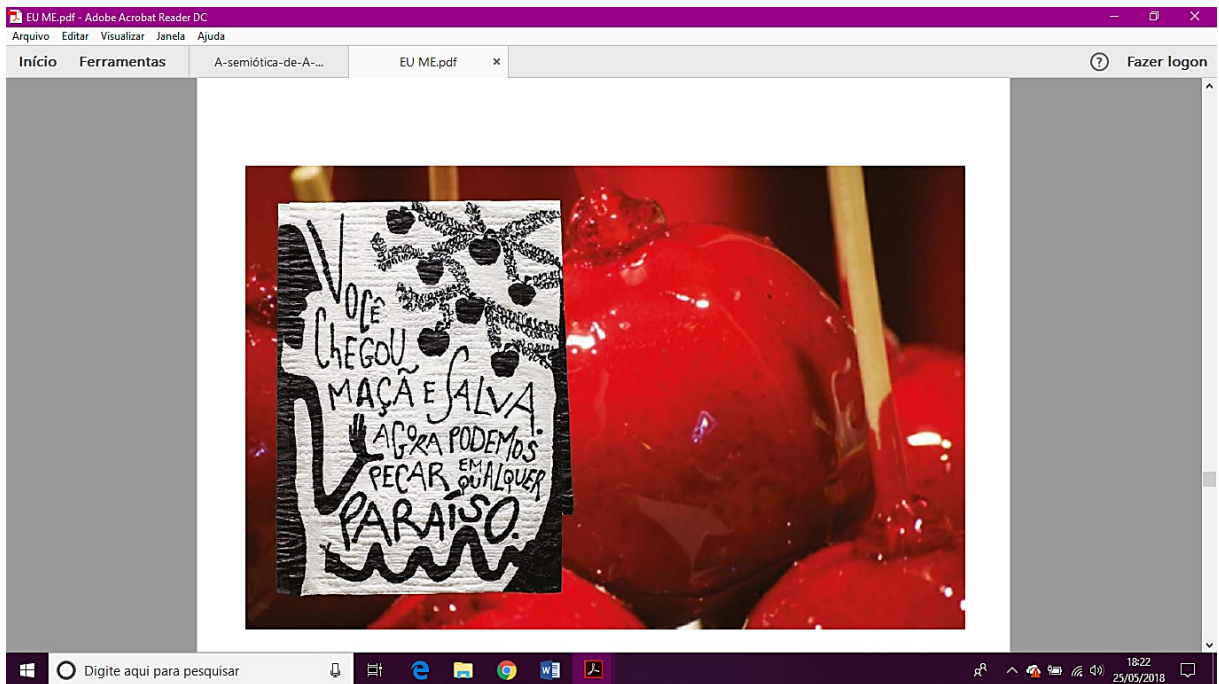 EU ME.pdf - Adobe Acrobat Reader DC
Arquivo Editar Visualizar Janela Ajuda
Início Ferramentas A-semiótica-de-A-... EU ME.pdf × ? Fazer logon
VOCÊ
ChEGOU
MAÇÃ E SALVA.
AGORA PODEMOS
PECAR EM QUALQUER
PARAÍSO.
Digite aqui para pesquisar
18:22
25/05/2018